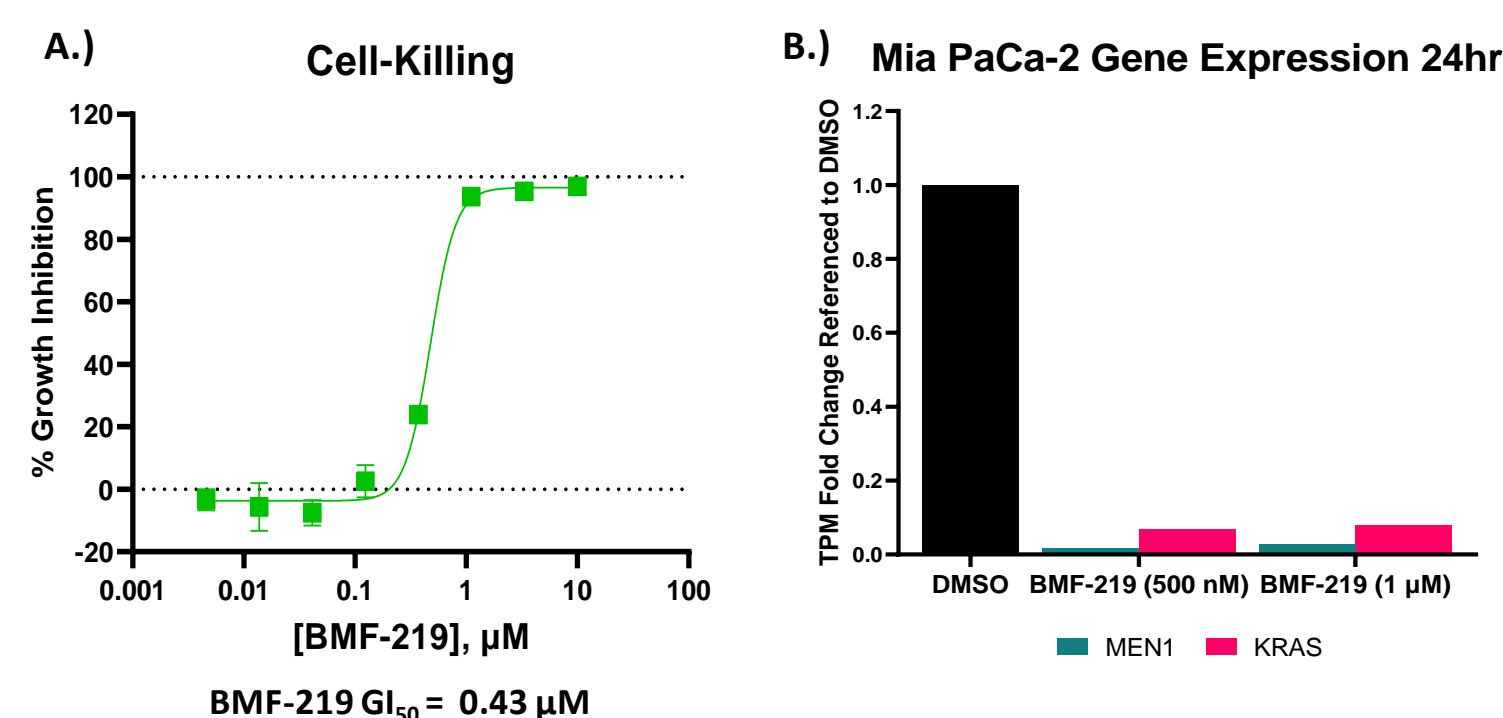 A.)
Cell-Killing
% Growth Inhibition
120
100
80
60
40
20
0
-20
0.001 0.01 0.1 1 10 100
[BMF-219], µM
BMF-219 GI₅₀ = 0.43 µM
B.)
Mia PaCa-2 Gene Expression 24hr
TPM Fold Change Referenced to DMSO
1.2
1.0
0.8
0.6
0.4
0.2
0.0
DMSO BMF-219 (500 nM) BMF-219 (1 µM)
MEN1 KRAS